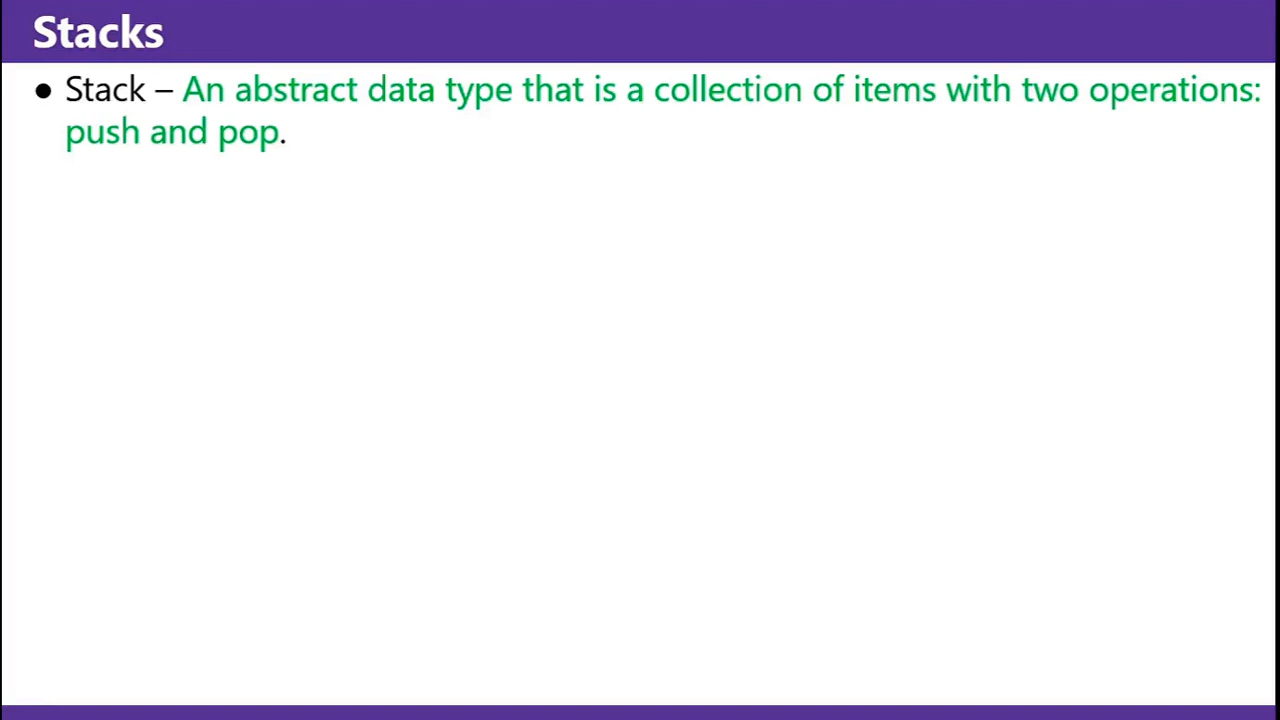 Stacks
● Stack – An abstract data type that is a collection of items with two operations:
push and pop.